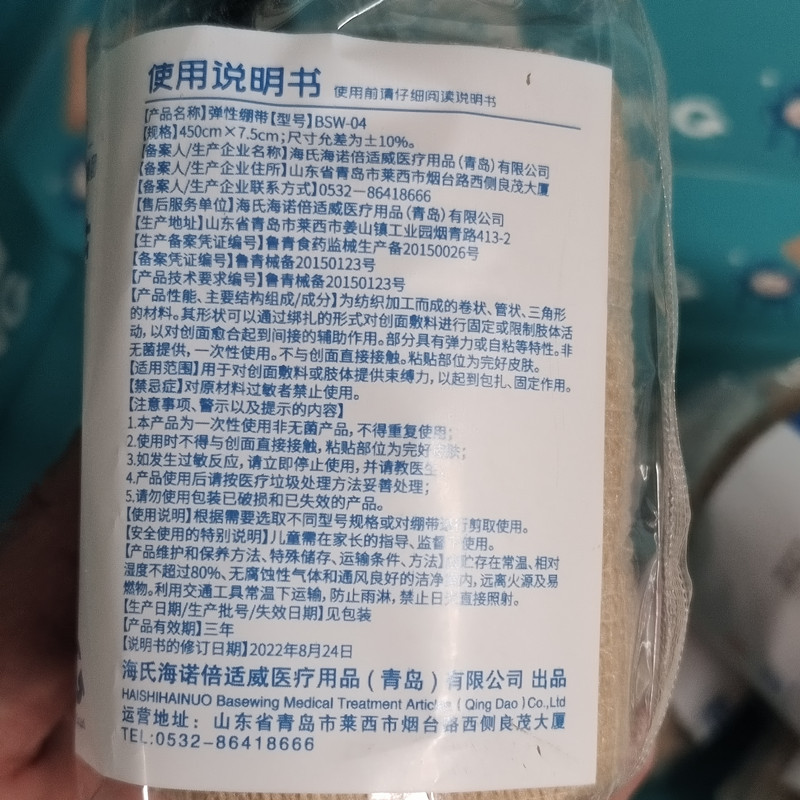 使用说明书 使用前请仔细阅读说明书
【产品名称】弹性绷带【型号】BSW-04
【规格】450cm×7.5cm;尺寸允差为±10%。
【备案人/生产企业名称】海氏海诺倍适威医疗用品(青岛)有限公司
【备案人/生产企业住所】山东省青岛市莱西市烟台路西侧良茂大厦
【备案人/生产企业联系方式】0532-86418666
【售后服务单位】海氏海诺倍适威医疗用品(青岛)有限公司
【生产地址】山东省青岛市莱西市姜山镇工业园烟青路413-2
【生产备案凭证编号】鲁青食药监械生产备20150026号
【备案凭证编号】鲁青械备20150123号
【产品技术要求编号】鲁青械备20150123号
【产品性能、主要结构组成/成分】为纺织加工而成的卷状、管状、三角形
的材料。其形状可以通过绑扎的形式对创面敷料进行固定或限制肢体活
动,以对创面愈合起到间接的辅助作用。部分具有弹力或自粘等特性。非
无菌提供,一次性使用。不与创面直接接触。粘贴部位为完好皮肤。
【适用范围】用于对创面敷料或肢体提供束缚力,以起到包扎、固定作用。
【禁忌症】对原材料过敏者禁止使用。
【注意事项、警示以及提示的内容】
1.本产品为一次性使用非无菌产品,不得重复使用;
2.使用时不得与创面直接接触,粘贴部位为完好皮肤;
3.如发生过敏反应,请立即停止使用,并请教医生
4.产品使用后请按医疗垃圾处理方法妥善处理;
5.请勿使用包装已破损和已失效的产品。
【使用说明】根据需要选取不同型号规格或对绷带进行剪取使用。
【安全使用的特别说明】儿童需在家长的指导、监督下使用。
【产品维护和保养方法、特殊储存、运输条件、方法】贮存在常温、相对
湿度不超过80%、无腐蚀性气体和通风良好的洁净室内,远离火源及易
燃物。利用交通工具常温下运输,防止雨淋,禁止日光直接照射。
【生产日期/生产批号/失效日期】见包装
【产品有效期】三年
【说明书的修订日期】2022年8月24日
海氏海诺倍适威医疗用品(青岛)有限公司 出品
HAISHIHAINUO Basewing Medical Treatment Articles(Qing Dao)Co.,Ltd
运营地址:山东省青岛市莱西市烟台路西侧良茂大厦
TEL:0532-86418666